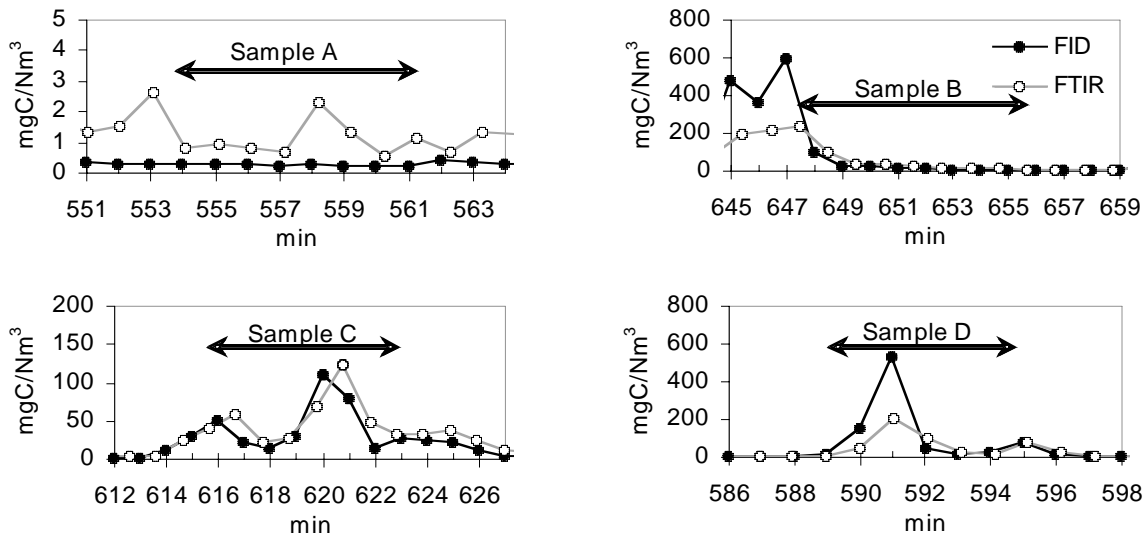 5
4
3
2
1
0
mgC/Nm³
Sample A
551 553 555 557 559 561 563
min
800
600
400
200
0
mgC/Nm³
FID
FTIR
Sample B
645 647 649 651 653 655 657 659
min
200
150
100
50
0
mgC/Nm³
Sample C
612 614 616 618 620 622 624 626
min
800
600
400
200
0
mgC/Nm³
Sample D
586 588 590 592 594 596 598
min